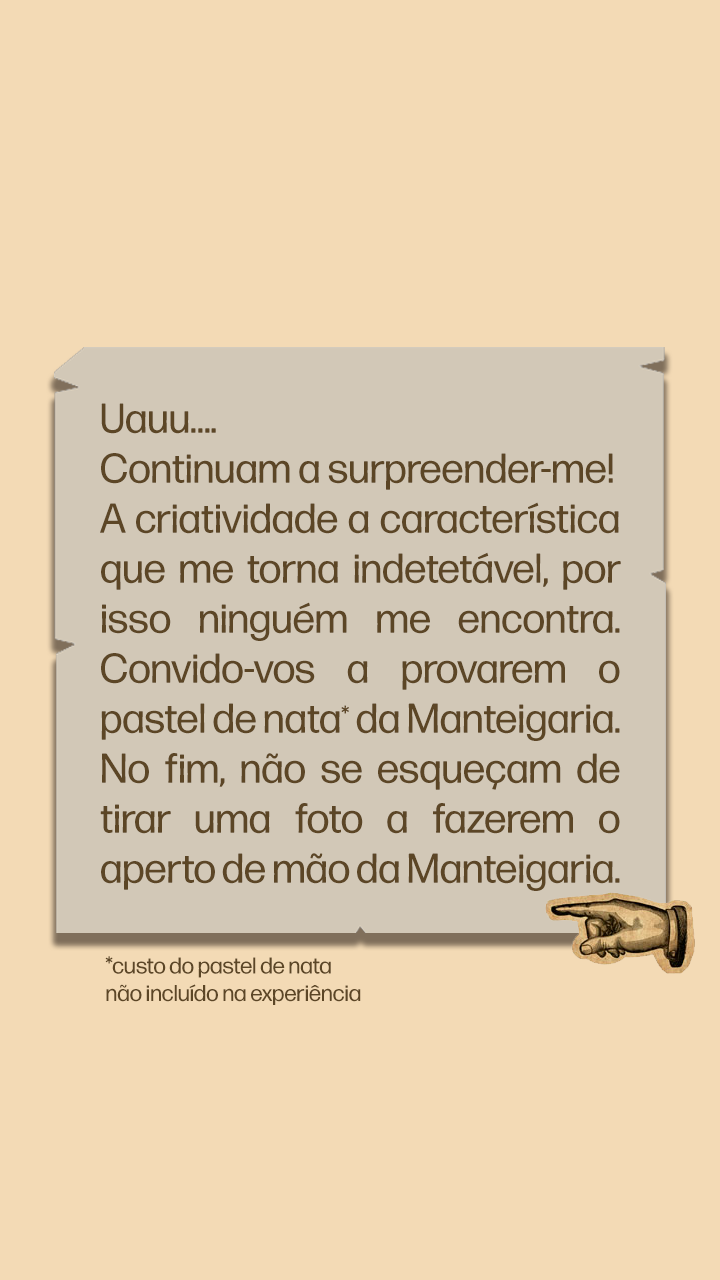 Uauu....
Continuam a surpreender-me!
A criatividade a característica
que me torna indetetável, por
isso ninguém me encontra.
Convido-vos a provarem o
pastel de nata* da Manteigaria.
No fim, não se esqueçam de
tirar uma foto a fazerem o
aperto de mão da Manteigaria.
*custo do pastel de nata
não incluído na experiência